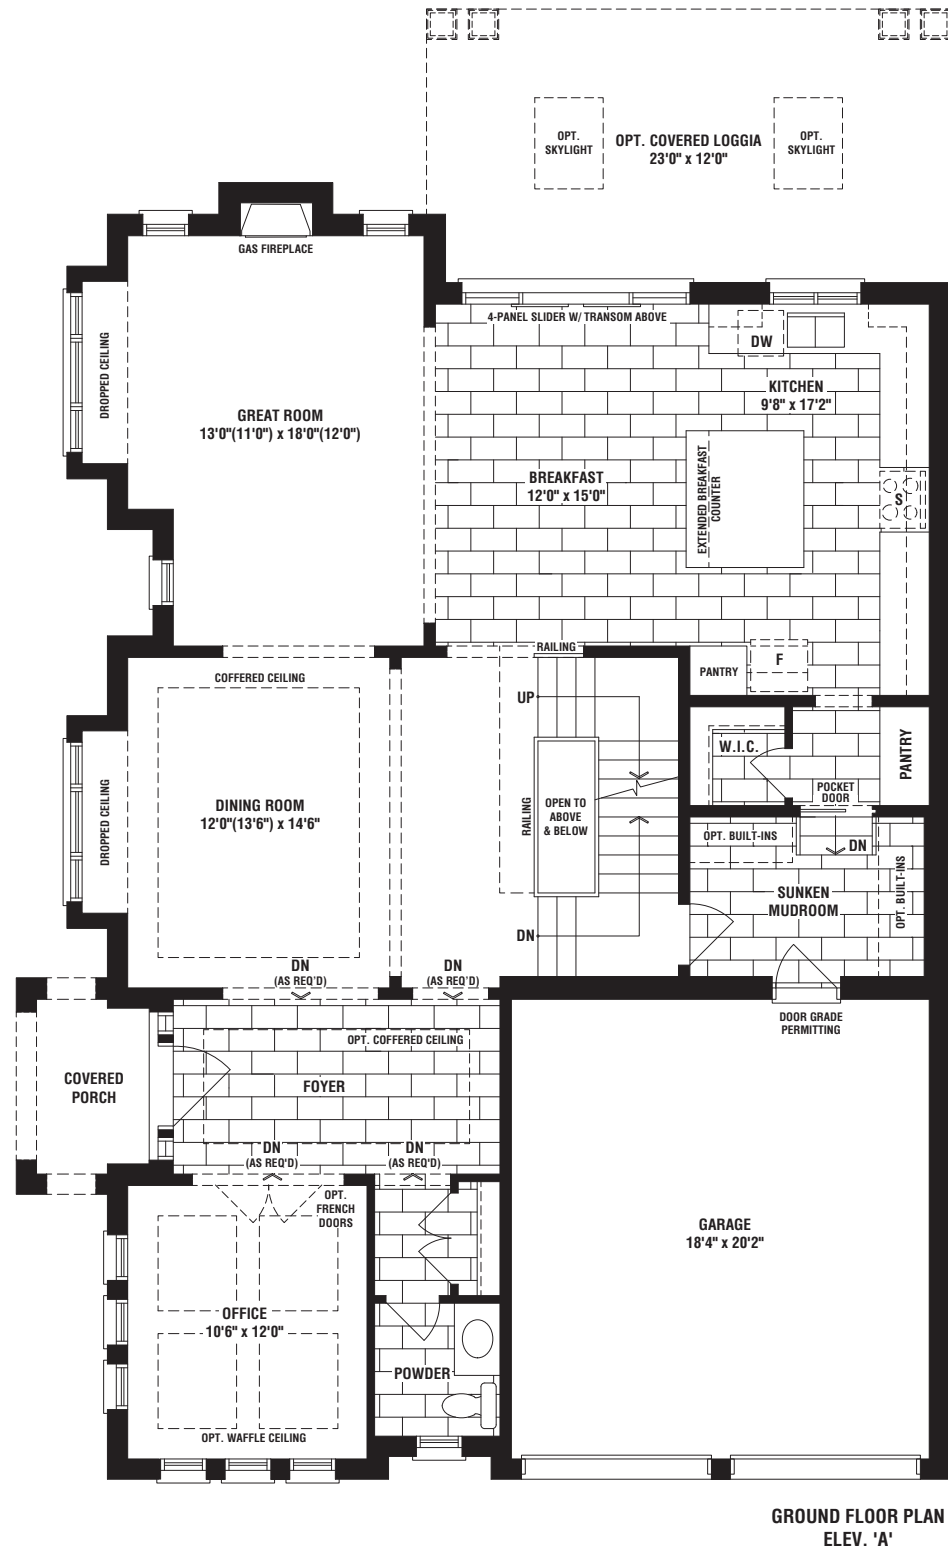 OPT.
SKYLIGHT
OPT. COVERED LOGGIA
23'0" x 12'0"
OPT.
SKYLIGHT
GAS FIREPLACE
4-PANEL SLIDER W/ TRANSOM ABOVE
DW
DROPPED CEILING
GREAT ROOM
13'0"(11'0") x 18'0"(12'0")
KITCHEN
9'8" x 17'2"
BREAKFAST
12'0" x 15'0"
EXTENDED BREAKFAST
COUNTER
S
RAILING
PANTRY
F
COFFERED CEILING
UP
W.I.C.
PANTRY
DROPPED CEILING
DINING ROOM
12'0"(13'6") x 14'6"
RAILING
OPEN TO
ABOVE
& BELOW
POCKET
DOOR
OPT. BUILT-INS
DN
SUNKEN
MUDROOM
OPT. BUILT-INS
DN
DN
(AS REQ'D)
DN
(AS REQ'D)
DOOR GRADE
PERMITTING
OPT. COFFERED CEILING
COVERED
PORCH
FOYER
DN
(AS REQ'D)
DN
(AS REQ'D)
OPT.
FRENCH
DOORS
GARAGE
18'4" x 20'2"
OFFICE
10'6" x 12'0"
POWDER
OPT. WAFFLE CEILING
GROUND FLOOR PLAN
ELEV. 'A'